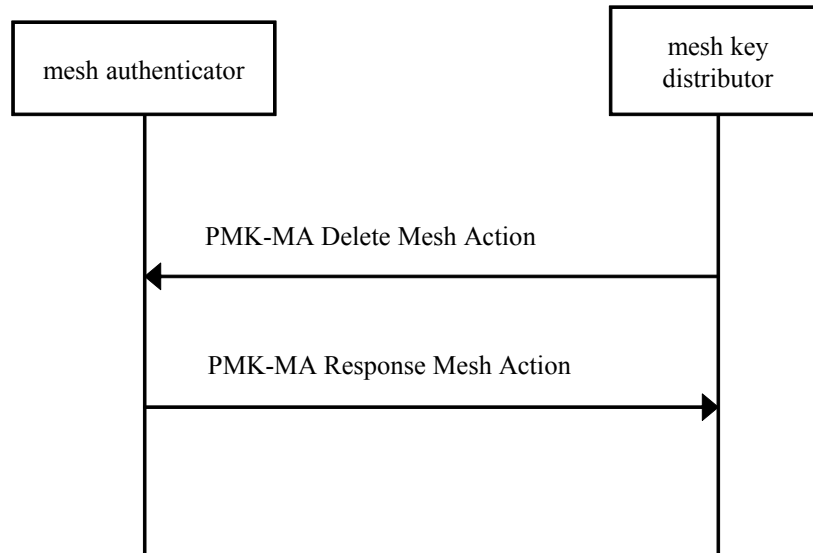 mesh authenticator
mesh key
distributor
PMK-MA Delete Mesh Action
PMK-MA Response Mesh Action